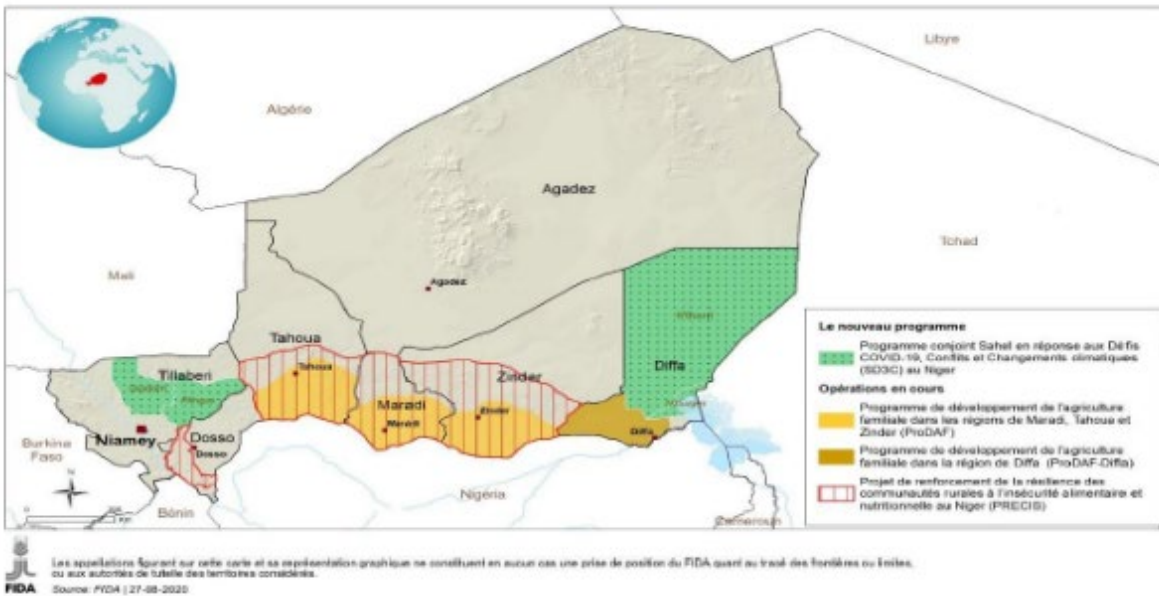 Libye
Algérie
Agadez
Tchad
Mali
Agadez
Tahoua
Tahoua
Tillaberi
Diffa
Zinder
Maradi
Zinder
Maradi
Diffa
Niamey
Dosso
Dosso
Burkina
Faso
N
Nigéria
Bénin
Cameroun
Le nouveau programme
Programme conjoint Sahel en réponse aux Défis
COVID-19, Conflits et Changements climatiques
(SD3C) au Niger
Opérations en cours
Programme de développement de l'agriculture
familiale dans les régions de Maradi, Tahoua et
Zinder (ProDAF)
Programme de développement de l'agriculture
familiale dans la région de Diffa (ProDAF-Diffa)
Projet de renforcement de la résilience des
communautés rurales à l'insécurité alimentaire et
nutritionnelle au Niger (PRECIS)
Les appellations figurant sur cette carte et sa représentation graphique ne constituent en aucun cas une prise de position du FIDA quant au tracé des frontières ou limites,
ou aux autorités de tutelle des territoires considérés.
FIDA
Source: FIDA | 27-08-2020